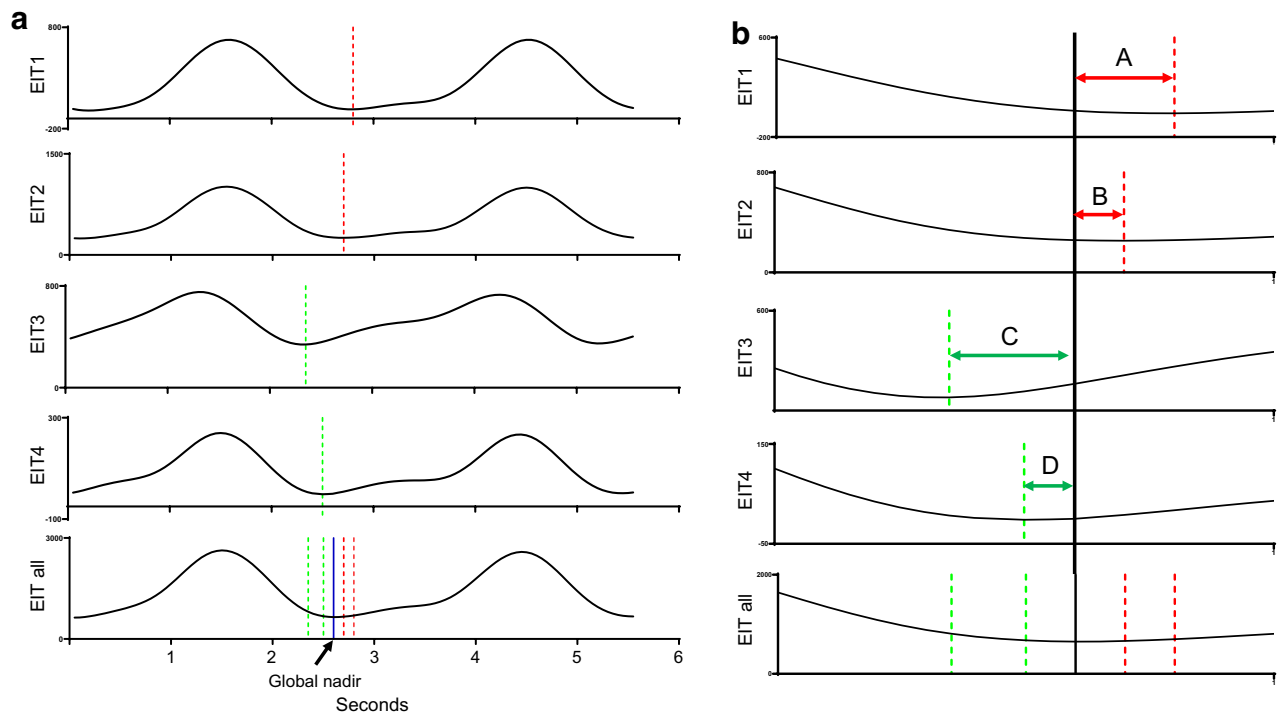 a
800
EIT1
-200
1500
EIT2
0
800
EIT3
0
300
EIT4
-100
3000
EIT all
0
1 2 3 4 5 6
Global nadir
Seconds
b
600
EIT1
A
-200
800
EIT2
B
0
600
EIT3
C
150
EIT4
D
-50
2000
EIT all
0